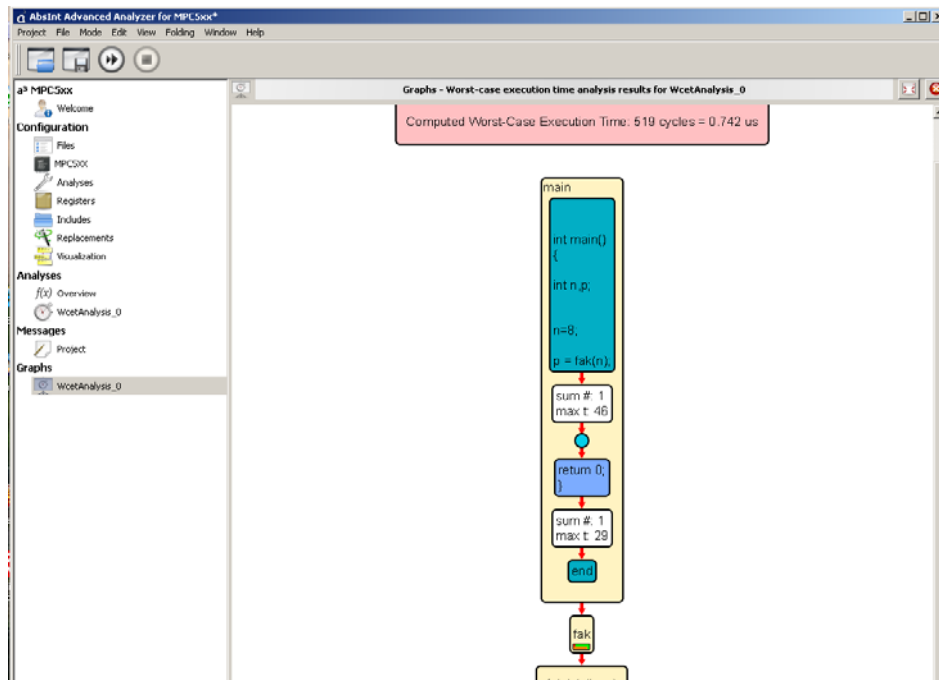 AbsInt Advanced Analyzer for MPC5xx*
Project File Mode Edit View Folding Window Help
a³ MPC5xx
Welcome
Configuration
Files
MPC5XX
Analyses
Registers
Includes
Replacements
Visualization
Analyses
f(x) Overview
WcetAnalysis_0
Messages
Project
Graphs
WcetAnalysis_0
Graphs - Worst-case execution time analysis results for WcetAnalysis_0
Computed Worst-Case Execution Time: 519 cycles = 0.742 us
main
int main()
{
int n,p;
n=8;
p = fak(n);
sum #: 1
max t: 46
return 0;
}
sum #: 1
max t: 29
end
fak